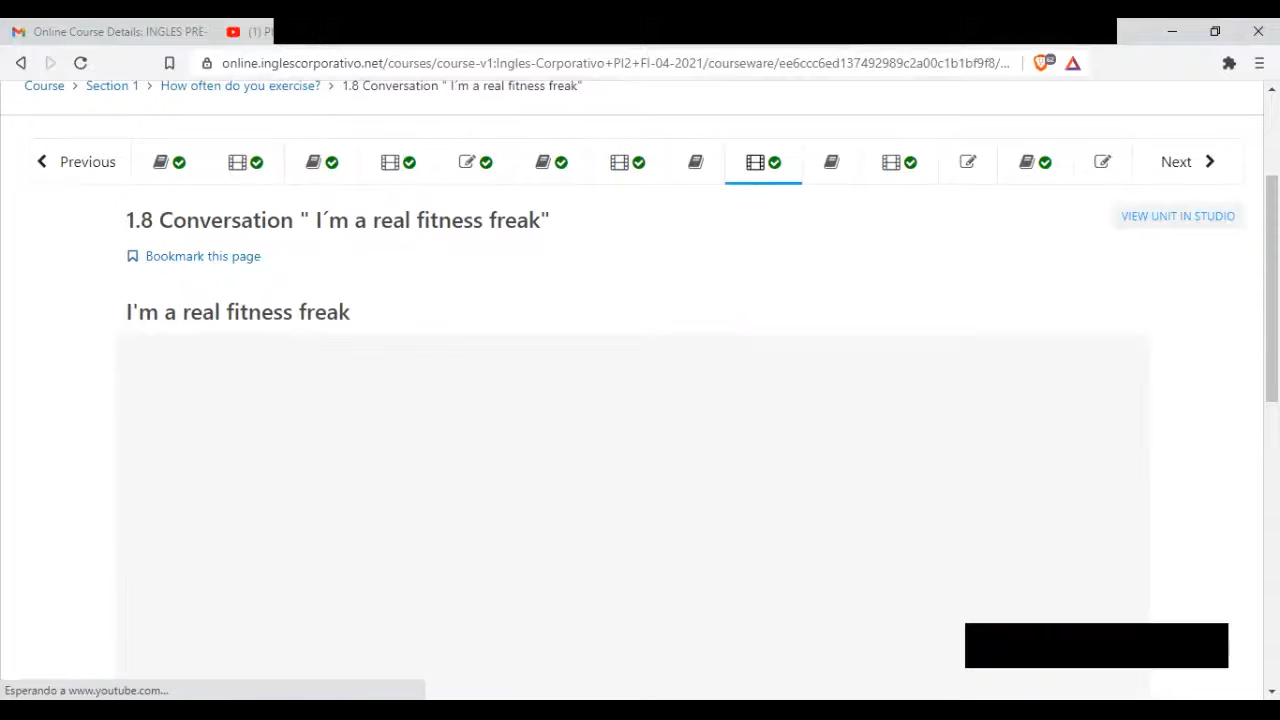 Online Course Details: INGLES PRE-
(1) Pl
online.inglescorporativo.net/courses/course-v1:Ingles-Corporativo+PI2+FI-04-2021/courseware/ee6ccc6ed137492989c2a00c1b1bf9f8/...
Course > Section 1 > How often do you exercise? > 1.8 Conversation " I´m a real fitness freak"
Previous
Next
1.8 Conversation " I´m a real fitness freak"
VIEW UNIT IN STUDIO
Bookmark this page
I'm a real fitness freak
Esperando a www.youtube.com...